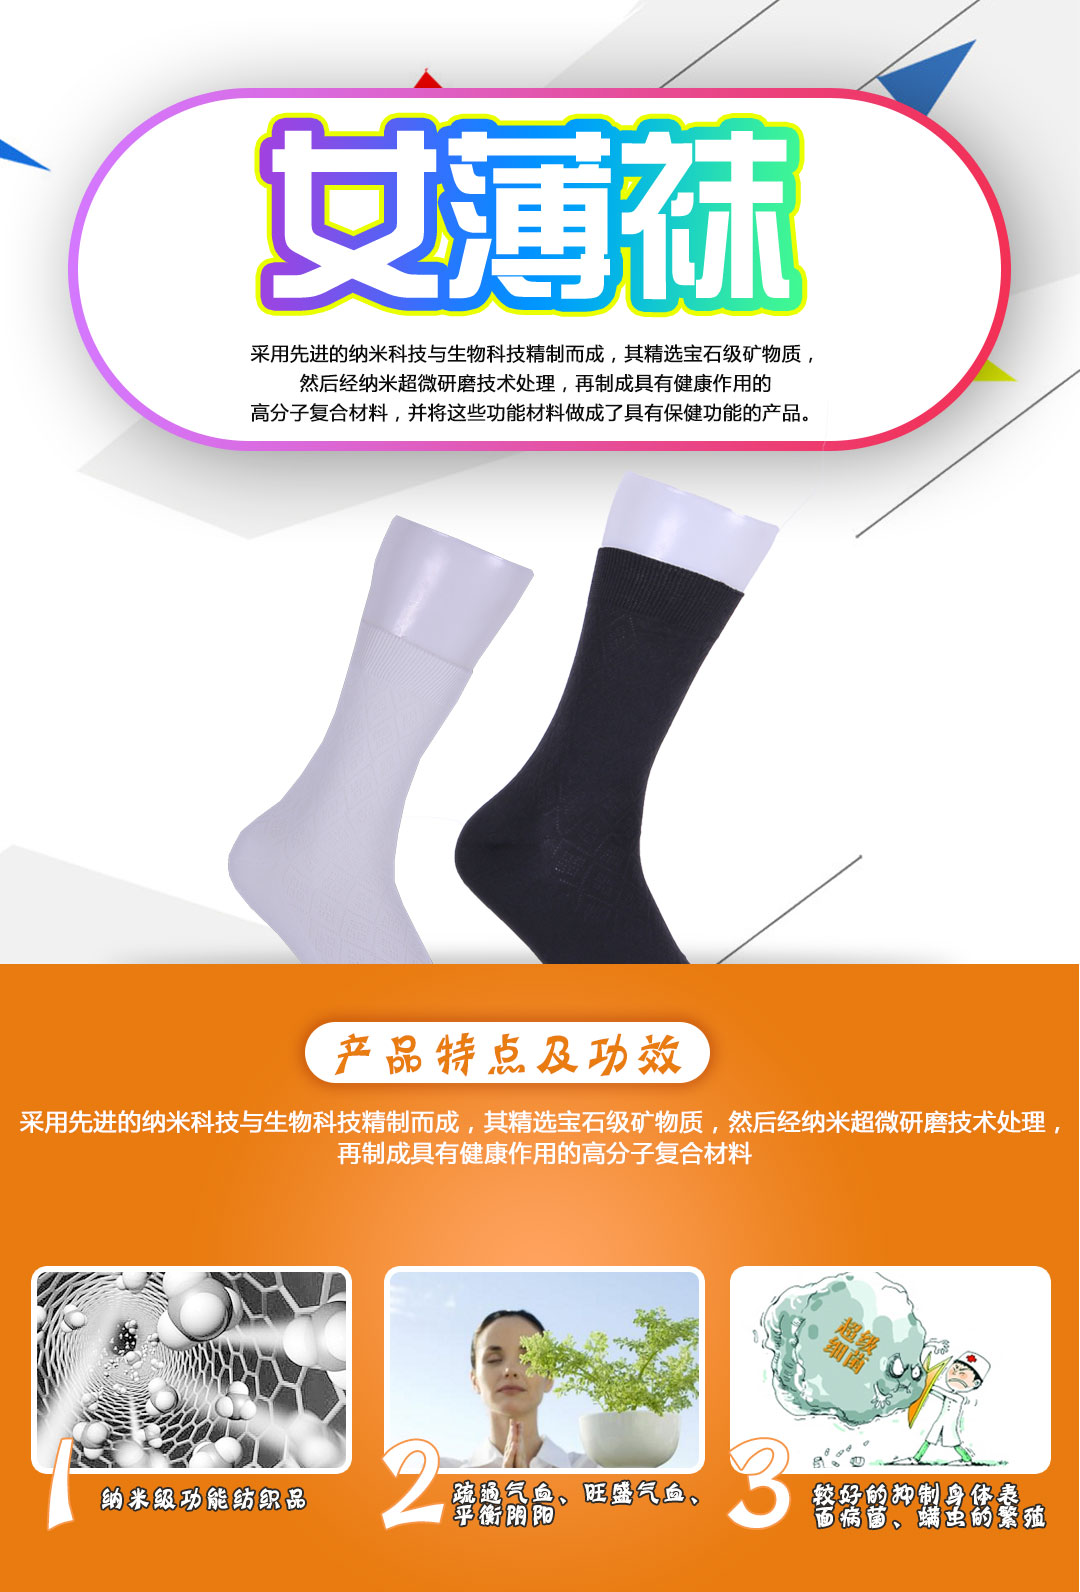 女薄袜
采用先进的纳米科技与生物科技精制而成，其精选宝石级矿物质，
然后经纳米超微研磨技术处理，再制成具有健康作用的
高分子复合材料，并将这些功能材料做成了具有保健功能的产品。
产品特点及功效
采用先进的纳米科技与生物科技精制而成，其精选宝石级矿物质，然后经纳米超微研磨技术处理，
再制成具有健康作用的高分子复合材料
超级
细菌
1 纳米级功能纺织品
2 疏通气血、旺盛气血、
平衡阴阳
3 较好的抑制身体表
面病菌、螨虫的繁殖